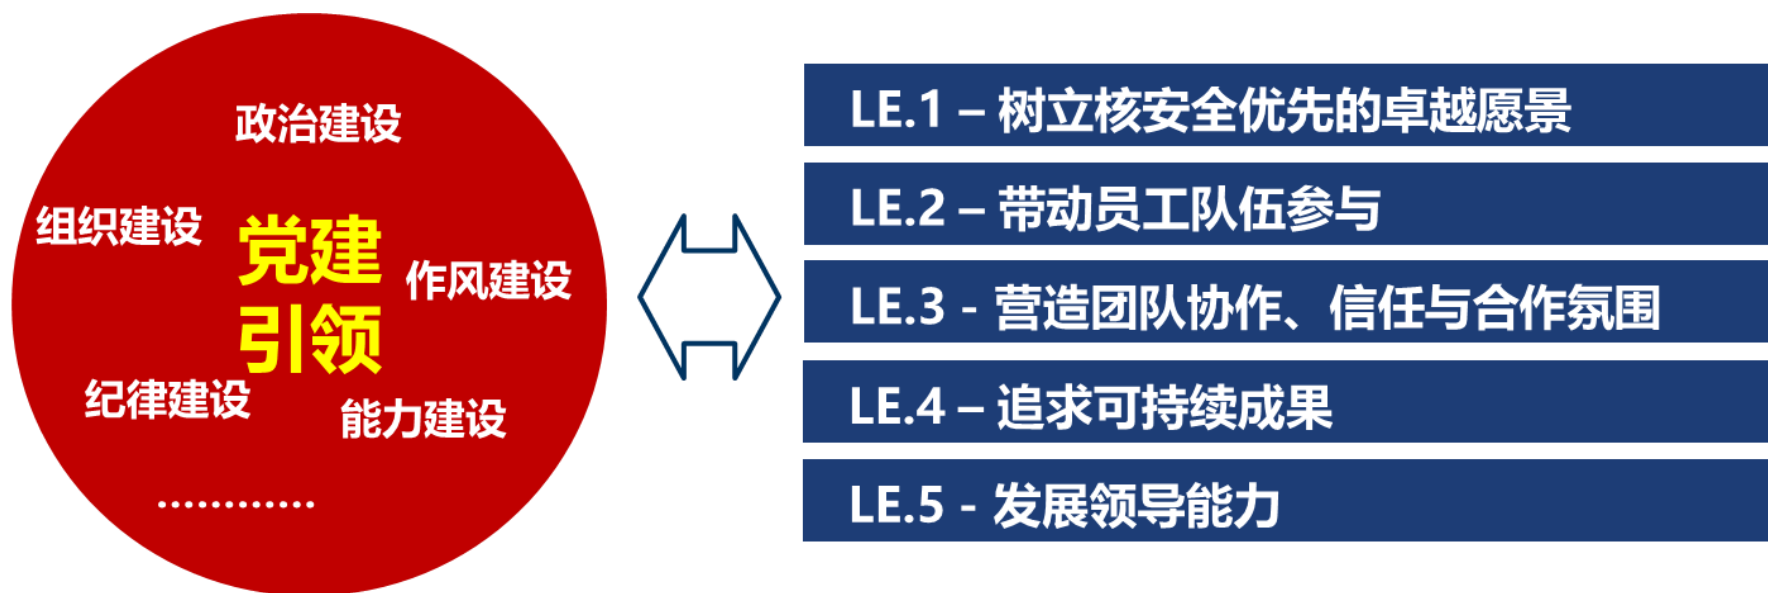 政治建设
组织建设
党建
引领
作风建设
纪律建设
能力建设
…………
LE.1 – 树立核安全优先的卓越愿景
LE.2 – 带动员工队伍参与
LE.3 - 营造团队协作、信任与合作氛围
LE.4 – 追求可持续成果
LE.5 - 发展领导能力